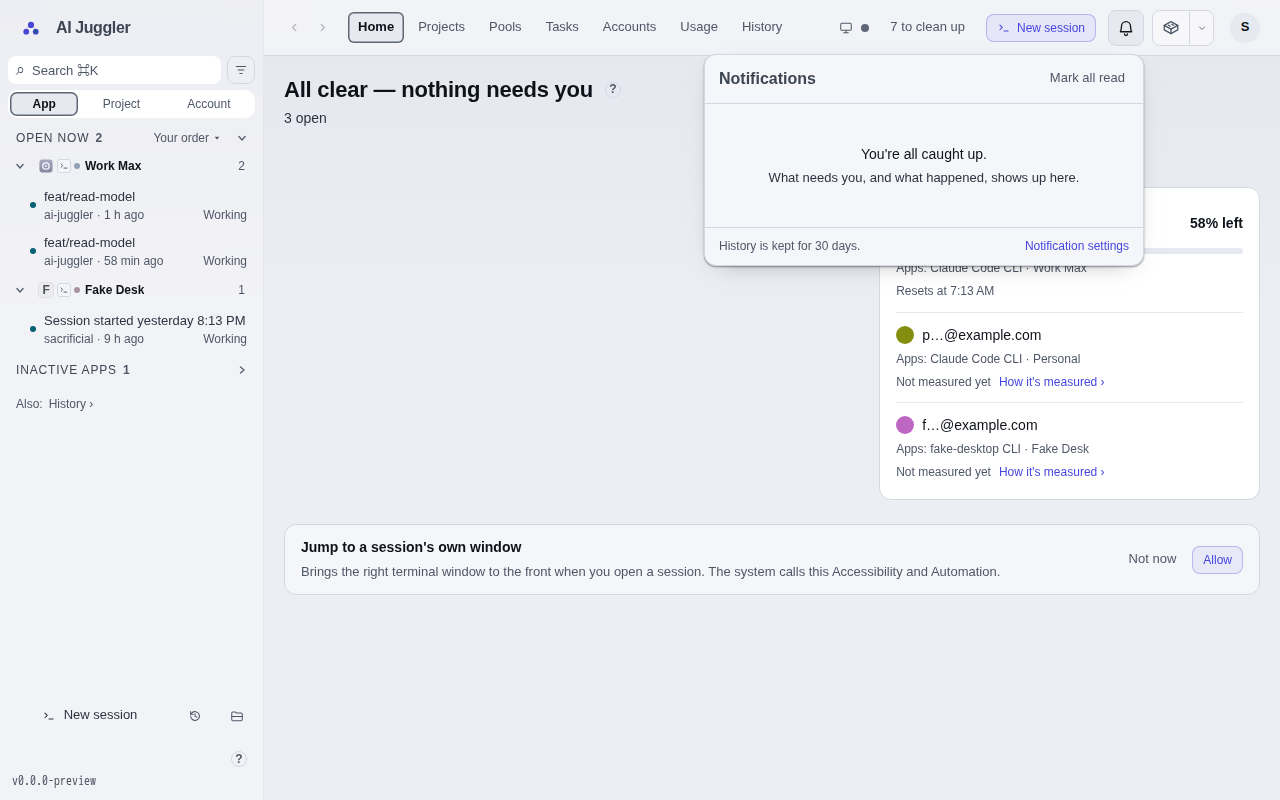 AI Juggler
Search ⌘K
App Project Account
OPEN NOW 2 Your order
Work Max 2
feat/read-model
ai-juggler · 1 h ago Working
feat/read-model
ai-juggler · 58 min ago Working
F Fake Desk 1
Session started yesterday 8:13 PM
sacrificial · 9 h ago Working
INACTIVE APPS 1
Also: History ›
New session
?
v0.0.0-preview
Home Projects Pools Tasks Accounts Usage History
7 to clean up New session S
All clear — nothing needs you ?
3 open
Notifications Mark all read
You're all caught up.
What needs you, and what happened, shows up here.
History is kept for 30 days. Notification settings
58% left
Apps: Claude Code CLI · Work Max
Resets at 7:13 AM
p…@example.com
Apps: Claude Code CLI · Personal
Not measured yet How it's measured ›
f…@example.com
Apps: fake-desktop CLI · Fake Desk
Not measured yet How it's measured ›
Jump to a session's own window
Brings the right terminal window to the front when you open a session. The system calls this Accessibility and Automation.
Not now Allow